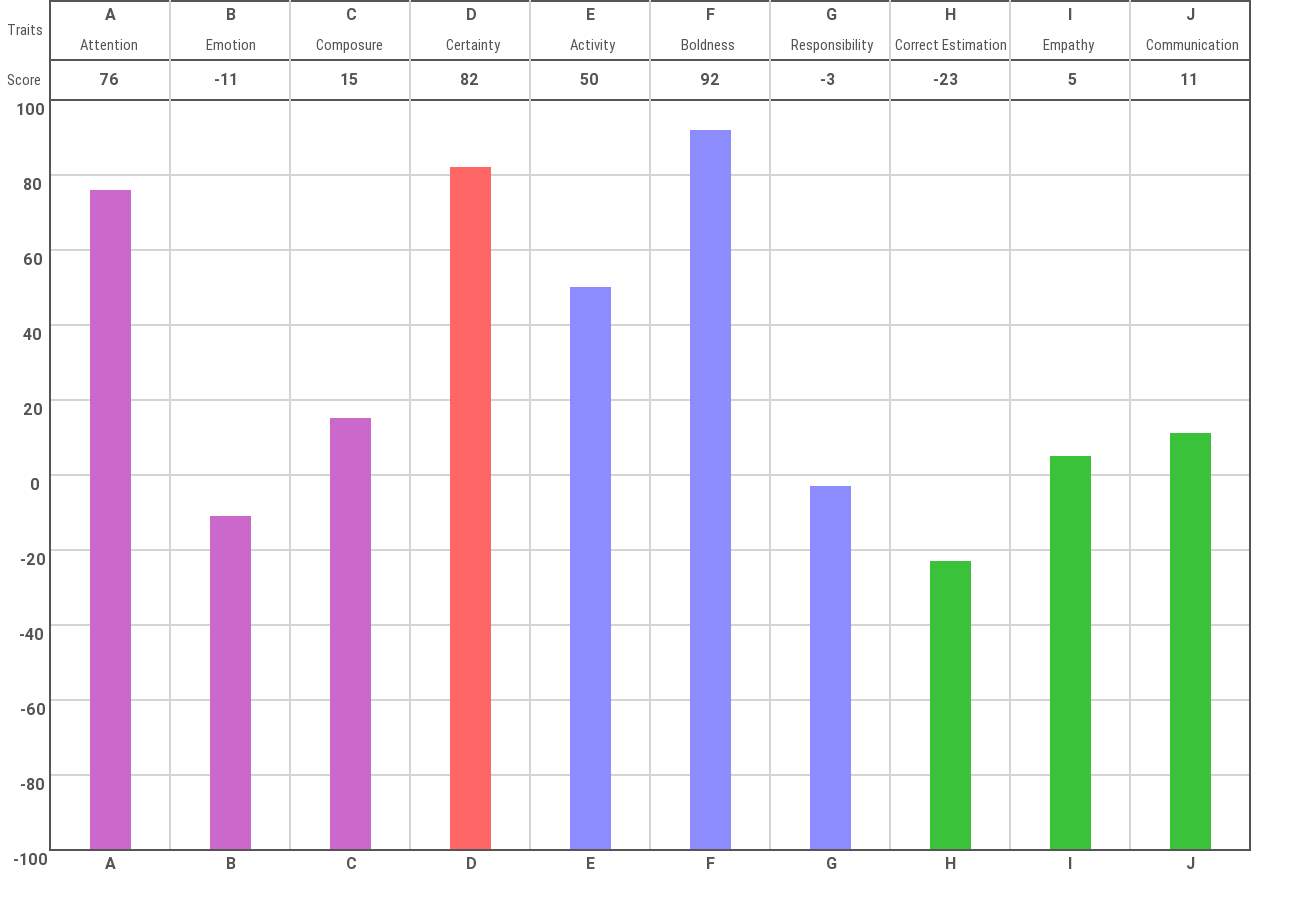 A B C D E F G H I J
Traits
Attention Emotion Composure Certainty Activity Boldness Responsibility Correct Estimation Empathy Communication
Score 76 -11 15 82 50 92 -3 -23 5 11
100
80
60
40
20
0
-20
-40
-60
-80
-100
A B C D E F G H I J